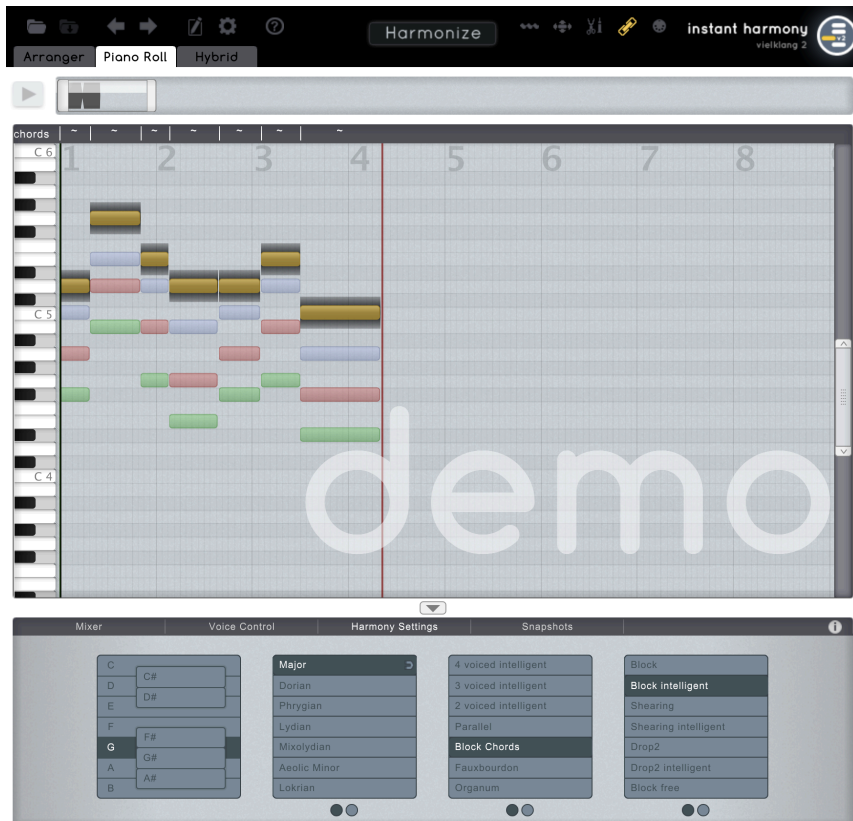 Harmonize
instant harmony
vielklang 2
v2
Arranger Piano Roll Hybrid
chords ~ ~ ~ ~ ~ ~ ~
C 6 1 2 3 4 5 6 7 8
C 5
C 4
demo
Mixer Voice Control Harmony Settings Snapshots
C Major 4 voiced intelligent Block
C#
D Dorian 3 voiced intelligent Block intelligent
D#
E Phrygian 2 voiced intelligent Shearing
F Lydian Parallel Shearing intelligent
F#
G Mixolydian Block Chords Drop2
G#
A Aeolic Minor Fauxbourdon Drop2 intelligent
A#
B Lokrian Organum Block free